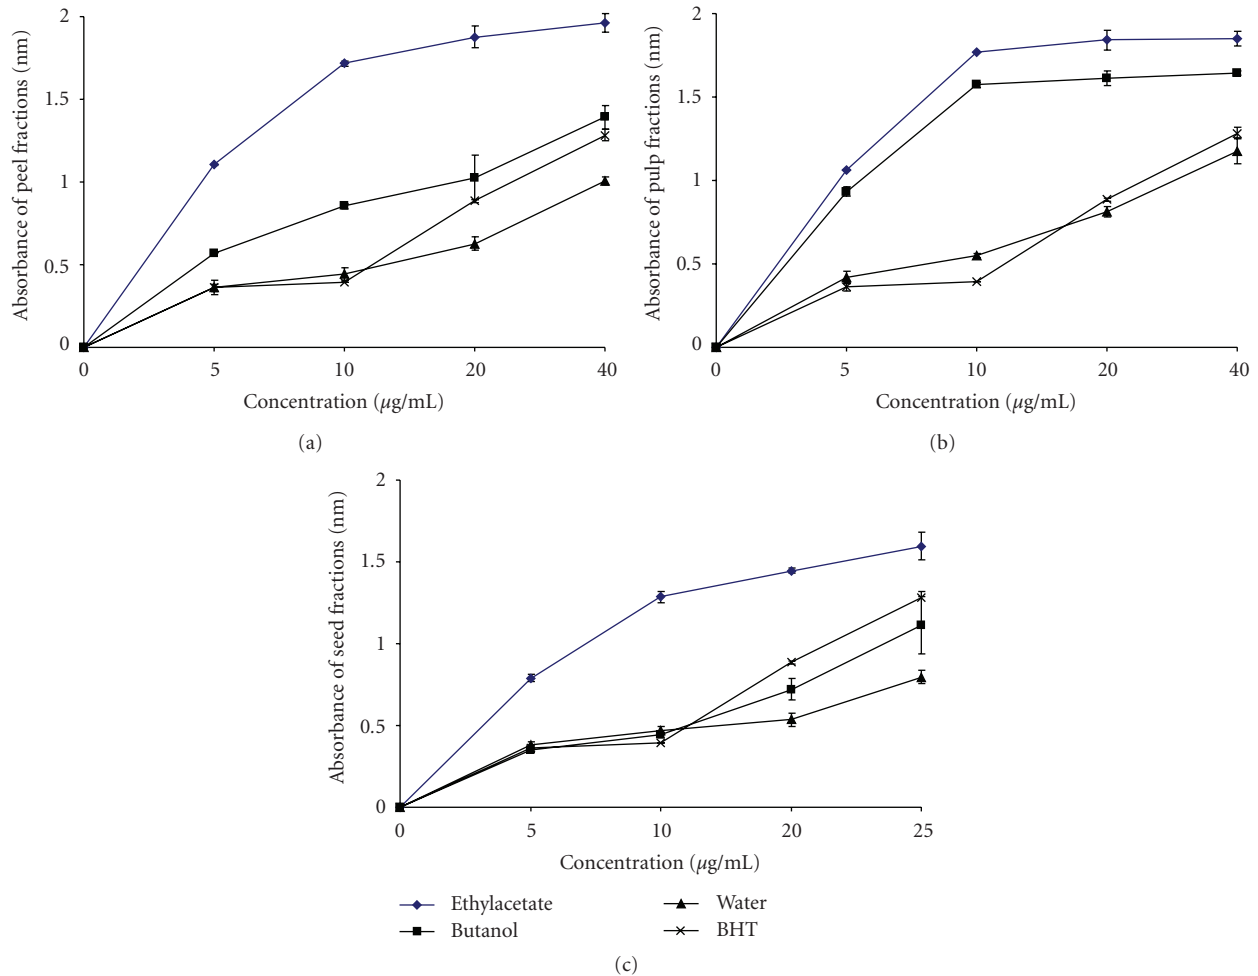 Absorbance of peel fractions (nm)
2
1.5
1
0.5
0
0 5 10 20 40
Concentration (µg/mL)
(a)
Absorbance of pulp fractions (nm)
2
1.5
1
0.5
0
0 5 10 20 40
Concentration (µg/mL)
(b)
Absorbance of seed fractions (nm)
2
1.5
1
0.5
0
0 5 10 20 25
Concentration (µg/mL)
Ethylacetate Water
Butanol BHT
(c)